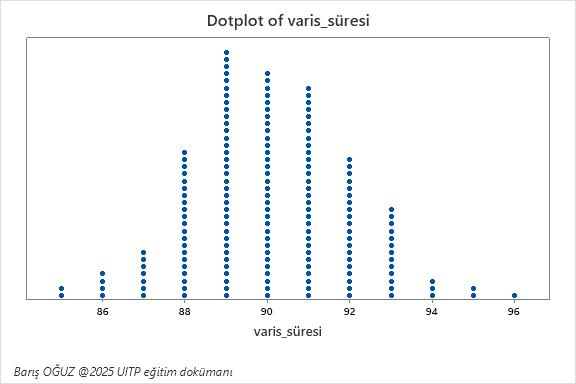 Dotplot of varis_süresi
86 88 90 92 94 96
varis_süresi
Barış OĞUZ @2025 UITP eğitim dokümanı